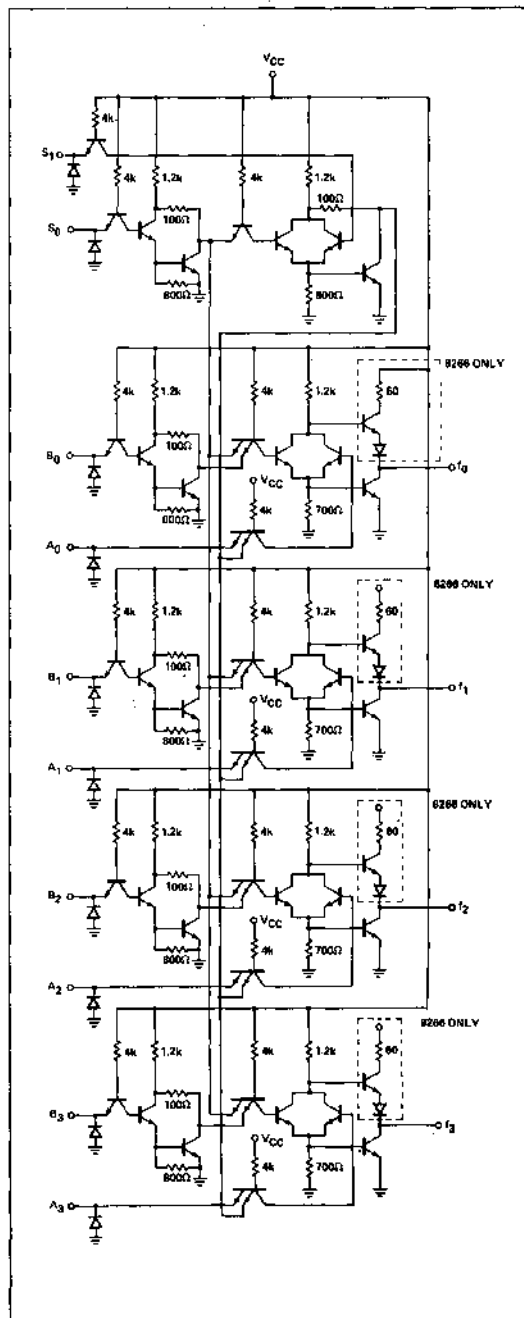 VCC
4k
S1
4k
1.2k
4k
1.2k
100Ω
100Ω
S0
800Ω
800Ω
8266 ONLY
4k
1.2k
4k
1.2k
60
100Ω
B0
f0
VCC
800Ω
4k
700Ω
A0
8266 ONLY
4k
1.2k
4k
1.2k
60
100Ω
B1
f1
VCC
800Ω
4k
700Ω
A1
8266 ONLY
4k
1.2k
4k
1.2k
60
100Ω
B2
f2
VCC
800Ω
4k
700Ω
A2
8266 ONLY
4k
1.2k
4k
1.2k
60
100Ω
B3
f3
VCC
800Ω
4k
700Ω
A3